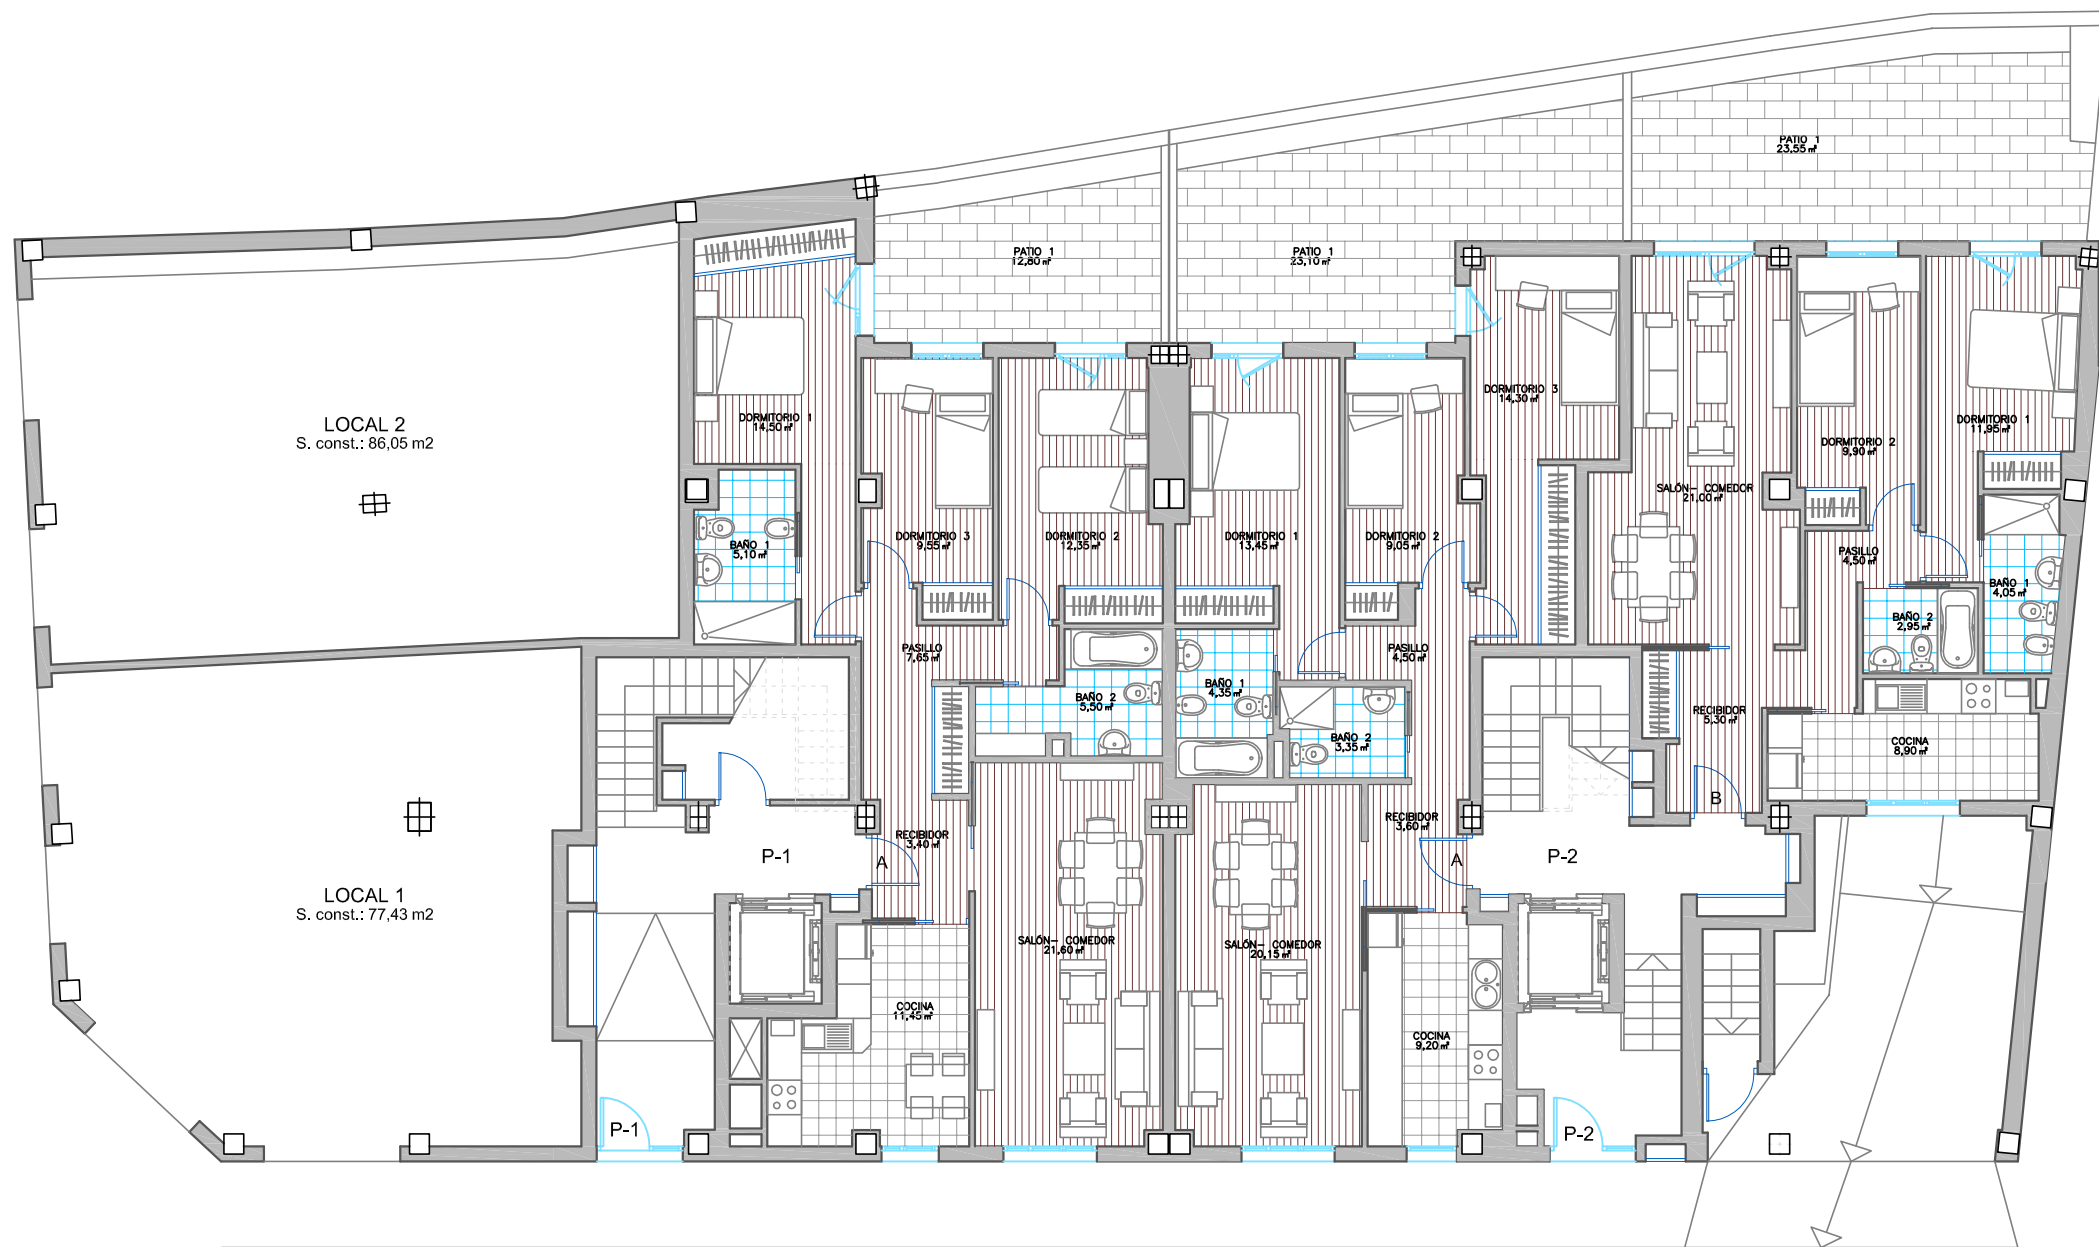 PATIO 1
23,55 m²
PATIO 1
12,80 m²
PATIO 1
23,10 m²
LOCAL 2
S. const.: 86,05 m2
DORMITORIO 1
14,50 m²
DORMITORIO 3
14,30 m²
DORMITORIO 2
9,90 m²
DORMITORIO 1
11,95 m²
SALÓN- COMEDOR
21,00 m²
BAÑO 1
5,10 m²
DORMITORIO 3
9,55 m²
DORMITORIO 2
12,35 m²
DORMITORIO 1
13,45 m²
DORMITORIO 2
9,05 m²
PASILLO
4,50 m²
BAÑO 1
4,05 m²
BAÑO 2
2,95 m²
PASILLO
7,65 m²
PASILLO
4,50 m²
BAÑO 2
5,50 m²
BAÑO 1
4,35 m²
BAÑO 2
3,35 m²
RECIBIDOR
5,30 m²
COCINA
8,90 m²
B
RECIBIDOR
3,40 m²
RECIBIDOR
3,60 m²
P-1
A
A
P-2
LOCAL 1
S. const.: 77,43 m2
SALÓN- COMEDOR
21,60 m²
SALÓN- COMEDOR
20,15 m²
COCINA
11,45 m²
COCINA
9,20 m²
P-1
P-2